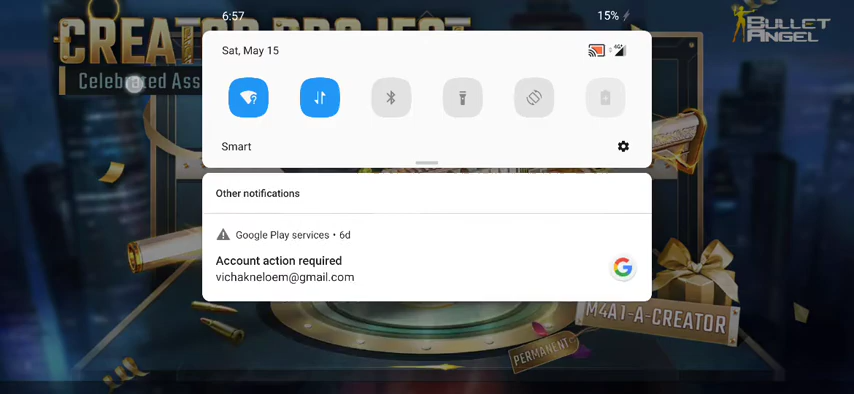 6:57
15%
CREATOR PROJECT
BULLET
ANGEL
Celebrated Ass
Sat, May 15
4G+
Smart
Other notifications
Google Play services • 6d
Account action required
vichakneloem@gmail.com
M4A1-A-CREATOR
PERMANENT